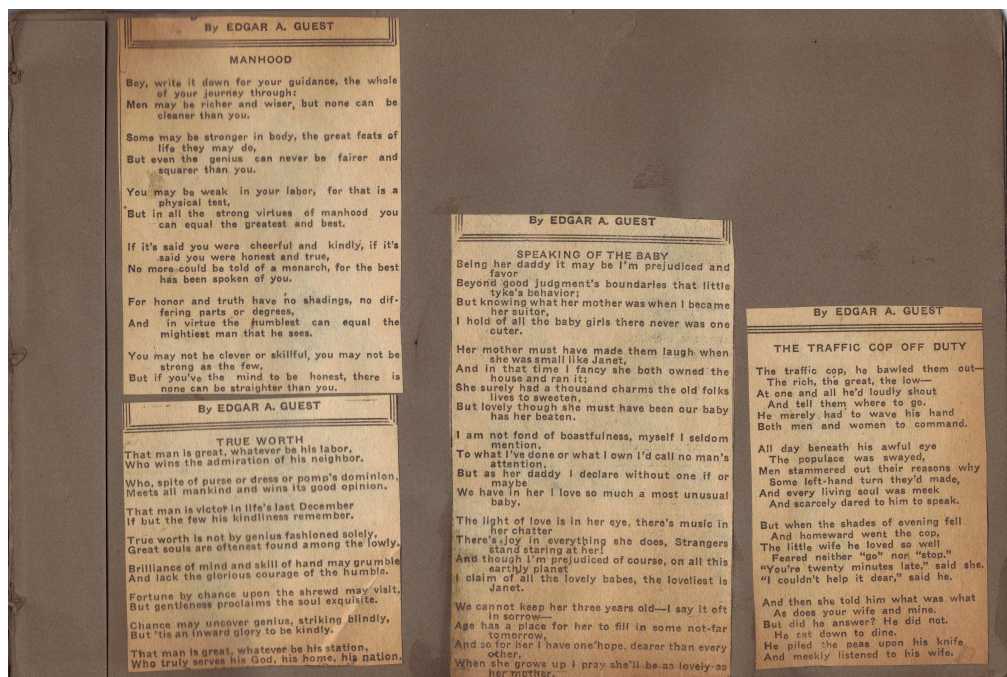 By EDGAR A. GUEST
MANHOOD
Boy, write it down for your guidance, the whole
of your journey through:
Men may be richer and wiser, but none can be
cleaner than you.
Some may be stronger in body, the great feats of
life they may do,
But even the genius can never be fairer and
squarer than you.
You may be weak in your labor, for that is a
physical test,
But in all the strong virtues of manhood you
can equal the greatest and best.
If it's said you were cheerful and kindly, if it's
said you were honest and true,
No more could be told of a monarch, for the best
has been spoken of you.
For honor and truth have no shadings, no dif-
fering parts or degrees,
And in virtue the humblest can equal the
mightiest man that he sees.
You may not be clever or skillful, you may not be
strong as the few,
But if you've the mind to be honest, there is
none can be straighter than you.
By EDGAR A. GUEST
TRUE WORTH
That man is great, whatever be his labor,
Who wins the admiration of his neighbor.
Who, spite of purse or dress or pomp's dominion,
Meets all mankind and wins its good opinion.
That man is victor in life's last December
If but the few his kindliness remember.
True worth is not by genius fashioned solely,
Great souls are oftenest found among the lowly.
Brilliance of mind and skill of hand may grumble
And lack the glorious courage of the humble.
Fortune by chance upon the shrewd may visit,
But gentleness proclaims the soul exquisite.
Chance may uncover genius, striking blindly,
But 'tis an inward glory to be kindly.
That man is great, whatever be his station,
Who truly serves his God, his home, his nation.
By EDGAR A. GUEST
SPEAKING OF THE BABY
Being her daddy it may be I'm prejudiced and
favor
Beyond good judgment's boundaries that little
tyke's behavior;
But knowing what her mother was when I became
her suitor,
I hold of all the baby girls there never was one
cuter.
Her mother must have made them laugh when
she was small like Janet,
And in that time I fancy she both owned the
house and ran it;
She surely had a thousand charms the old folks
lives to sweeten,
But lovely though she must have been our baby
has her beaten.
I am not fond of boastfulness, myself I seldom
mention,
To what I've done or what I own I'd call no man's
attention,
But as her daddy I declare without one if or
maybe
We have in her I love so much a most unusual
baby.
The light of love is in her eye, there's music in
her chatter
There's joy in everything she does, Strangers
stand staring at her!
And though I'm prejudiced of course, on all this
earthly planet
I claim of all the lovely babes, the loveliest is
Janet.
We cannot keep her three years old—I say it oft
in sorrow—
Age has a place for her to fill in some not-far
tomorrow,
And so for her I have one hope, dearer than every
other,
When she grows up I pray she'll be as lovely as
her mother.
By EDGAR A. GUEST
THE TRAFFIC COP OFF DUTY
The traffic cop, he bawled them out—
The rich, the great, the low—
At one and all he'd loudly shout
And tell them where to go.
He merely had to wave his hand
Both men and women to command.
All day beneath his awful eye
The populace was swayed,
Men stammered out their reasons why
Some left-hand turn they'd made,
And every living soul was meek
And scarcely dared to him to speak.
But when the shades of evening fell
And homeward went the cop,
The little wife he loved so well
Feared neither "go" nor "stop."
"You're twenty minutes late," said she.
"I couldn't help it dear," said he.
And then she told him what was what
As does your wife and mine.
But did he answer? He did not.
He sat down to dine.
He piled the peas upon his knife
And meekly listened to his wife.